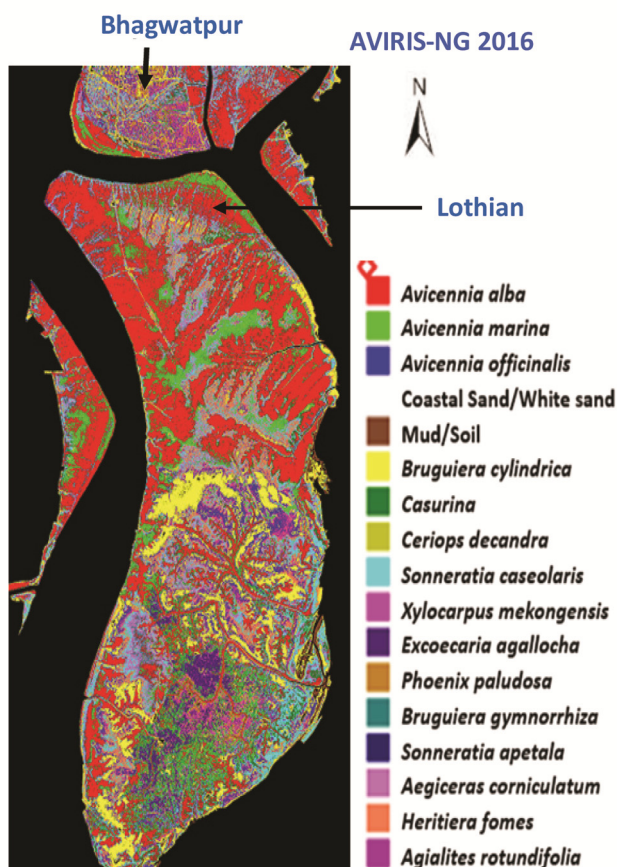 Bhagwatpur
AVIRIS-NG 2016
N
Lothian
Avicennia alba
Avicennia marina
Avicennia officinalis
Coastal Sand/White sand
Mud/Soil
Bruguiera cylindrica
Casurina
Ceriops decandra
Sonneratia caseolaris
Xylocarpus mekongensis
Excoecaria agallocha
Phoenix paludosa
Bruguiera gymnorrhiza
Sonneratia apetala
Aegiceras corniculatum
Heritiera fomes
Agialites rotundifolia